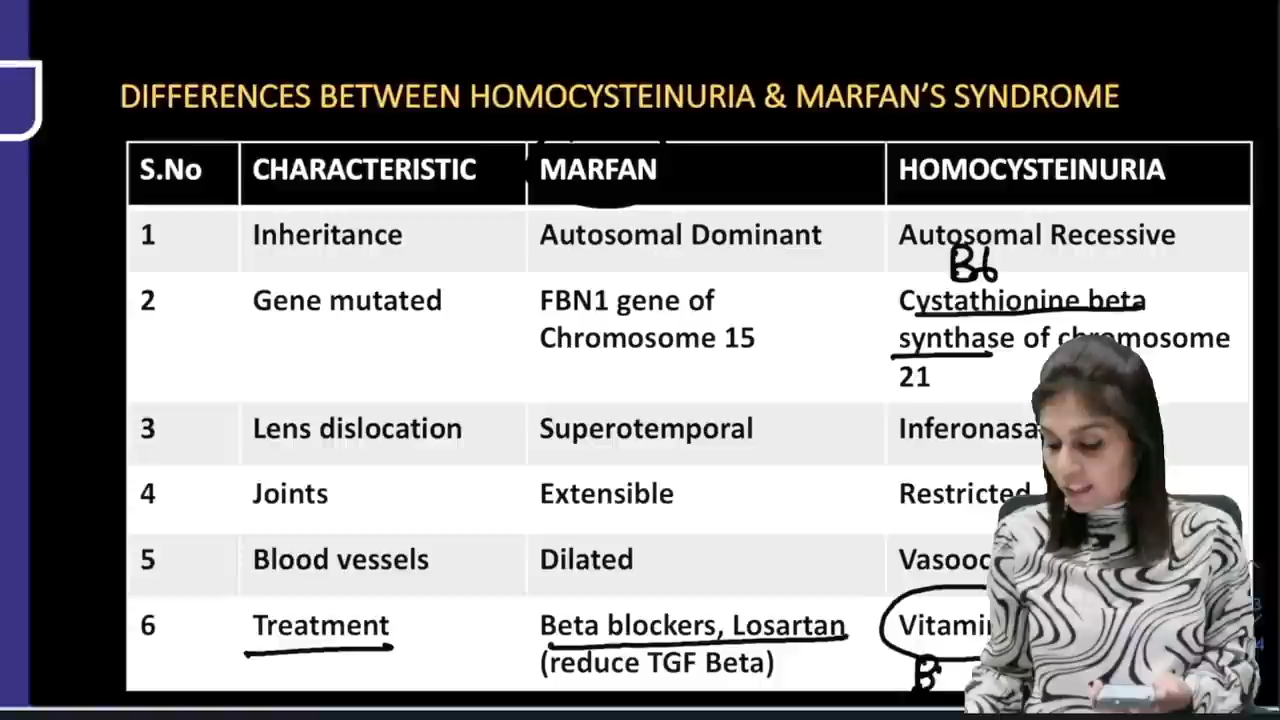 DIFFERENCES BETWEEN HOMOCYSTEINURIA & MARFAN'S SYNDROME
S.No CHARACTERISTIC MARFAN HOMOCYSTEINURIA
1 Inheritance Autosomal Dominant Autosomal Recessive
B6
2 Gene mutated FBN1 gene of Cystathionine beta
Chromosome 15 synthase of chromosome
21
3 Lens dislocation Superotemporal
4 Joints Extensible Restricted
5 Blood vessels Dilated
6 Treatment Beta blockers, Losartan
(reduce TGF Beta)
B